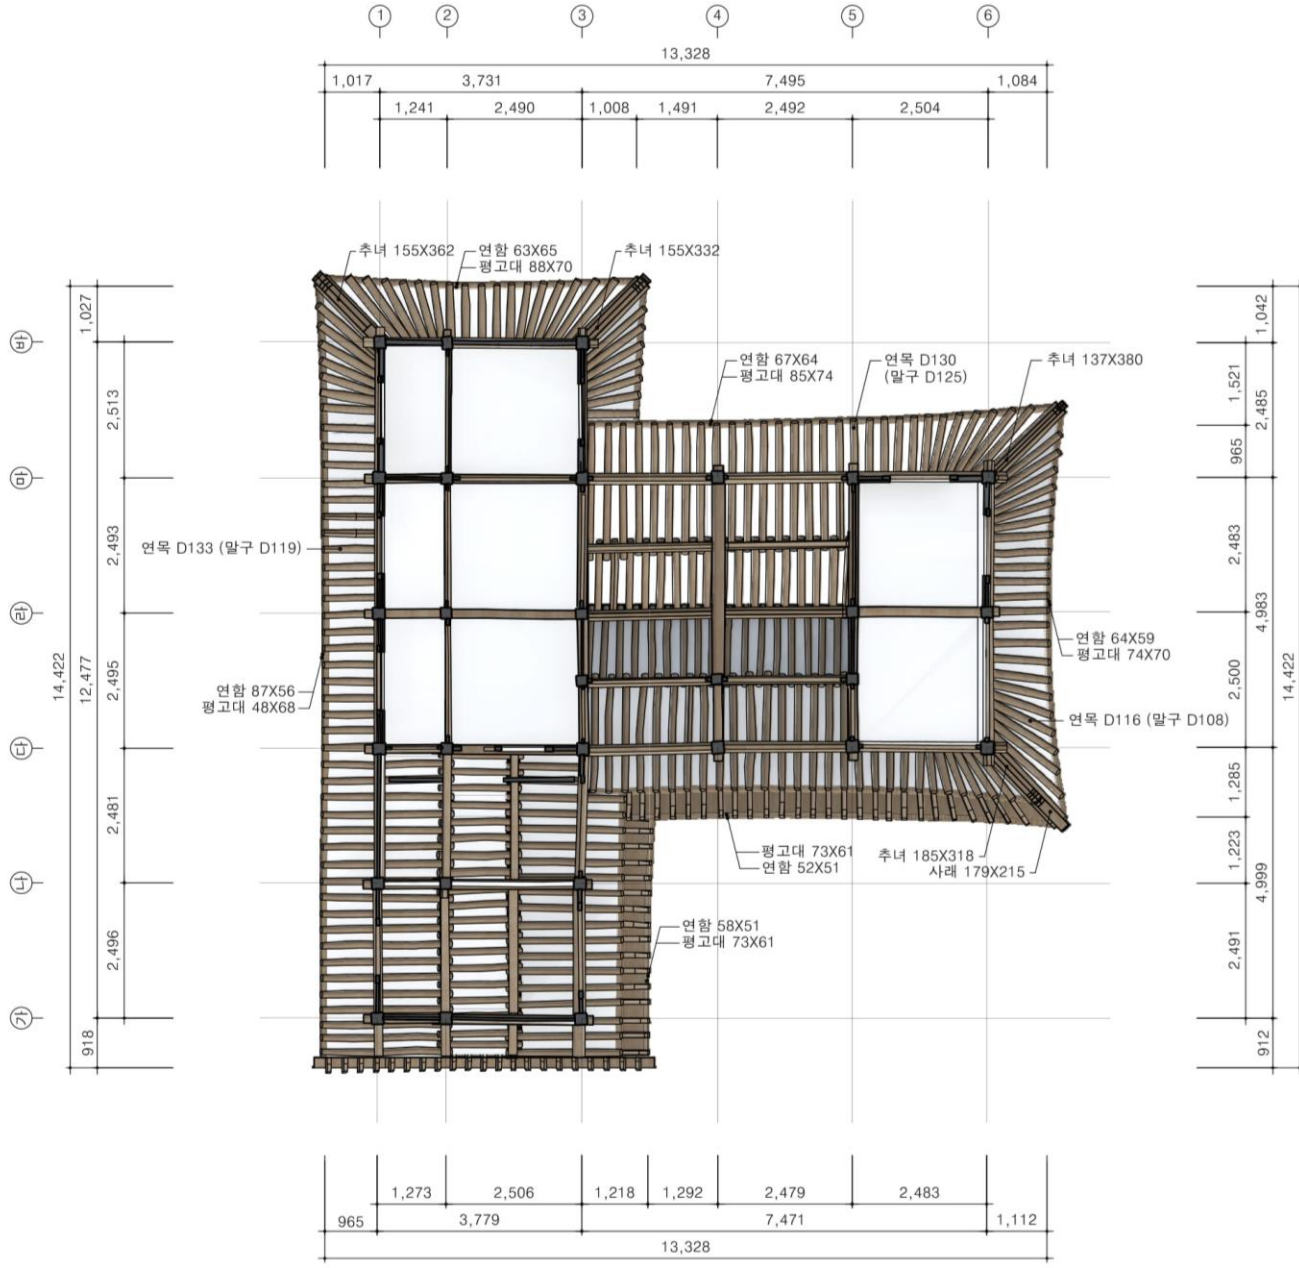 1 2 3 4 5 6
13,328
1,017 3,731 7,495 1,084
1,241 2,490 1,008 1,491 2,492 2,504
추녀 155X362
연함 63X65
평고대 88X70
추녀 155X332
연함 67X64
평고대 85X74
연목 D130
(말구 D125)
추녀 137X380
바
마
라
다
나
가
14,422
1,027
12,477
918
2,513
2,493
2,495
2,481
2,496
연목 D133 (말구 D119)
연함 87X56
평고대 48X68
연함 64X59
평고대 74X70
연목 D116 (말구 D108)
평고대 73X61
연함 52X51
추녀 185X318
사래 179X215
연함 58X51
평고대 73X61
1,521
965
2,483
2,500
1,285
1,223
2,491
1,042
2,485
4,983
4,999
912
14,422
1,273 2,506 1,218 1,292 2,479 2,483
965 3,779 7,471 1,112
13,328